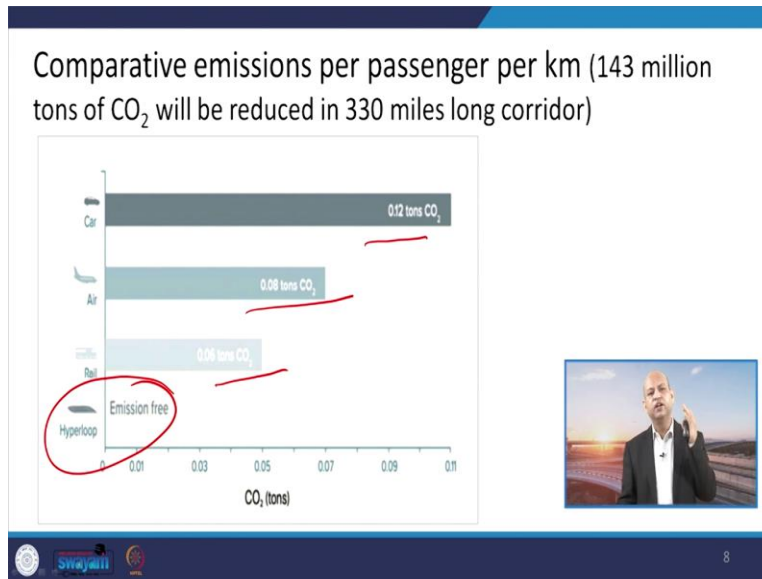 Comparative emissions per passenger per km (143 million
tons of CO₂ will be reduced in 330 miles long corridor)
Car
0.12 tons CO₂
Air
0.08 tons CO₂
Rail
0.06 tons CO₂
Hyperloop
Emission free
0 0.01 0.03 0.05 0.07 0.09 0.11
CO₂ (tons)
swayam
8